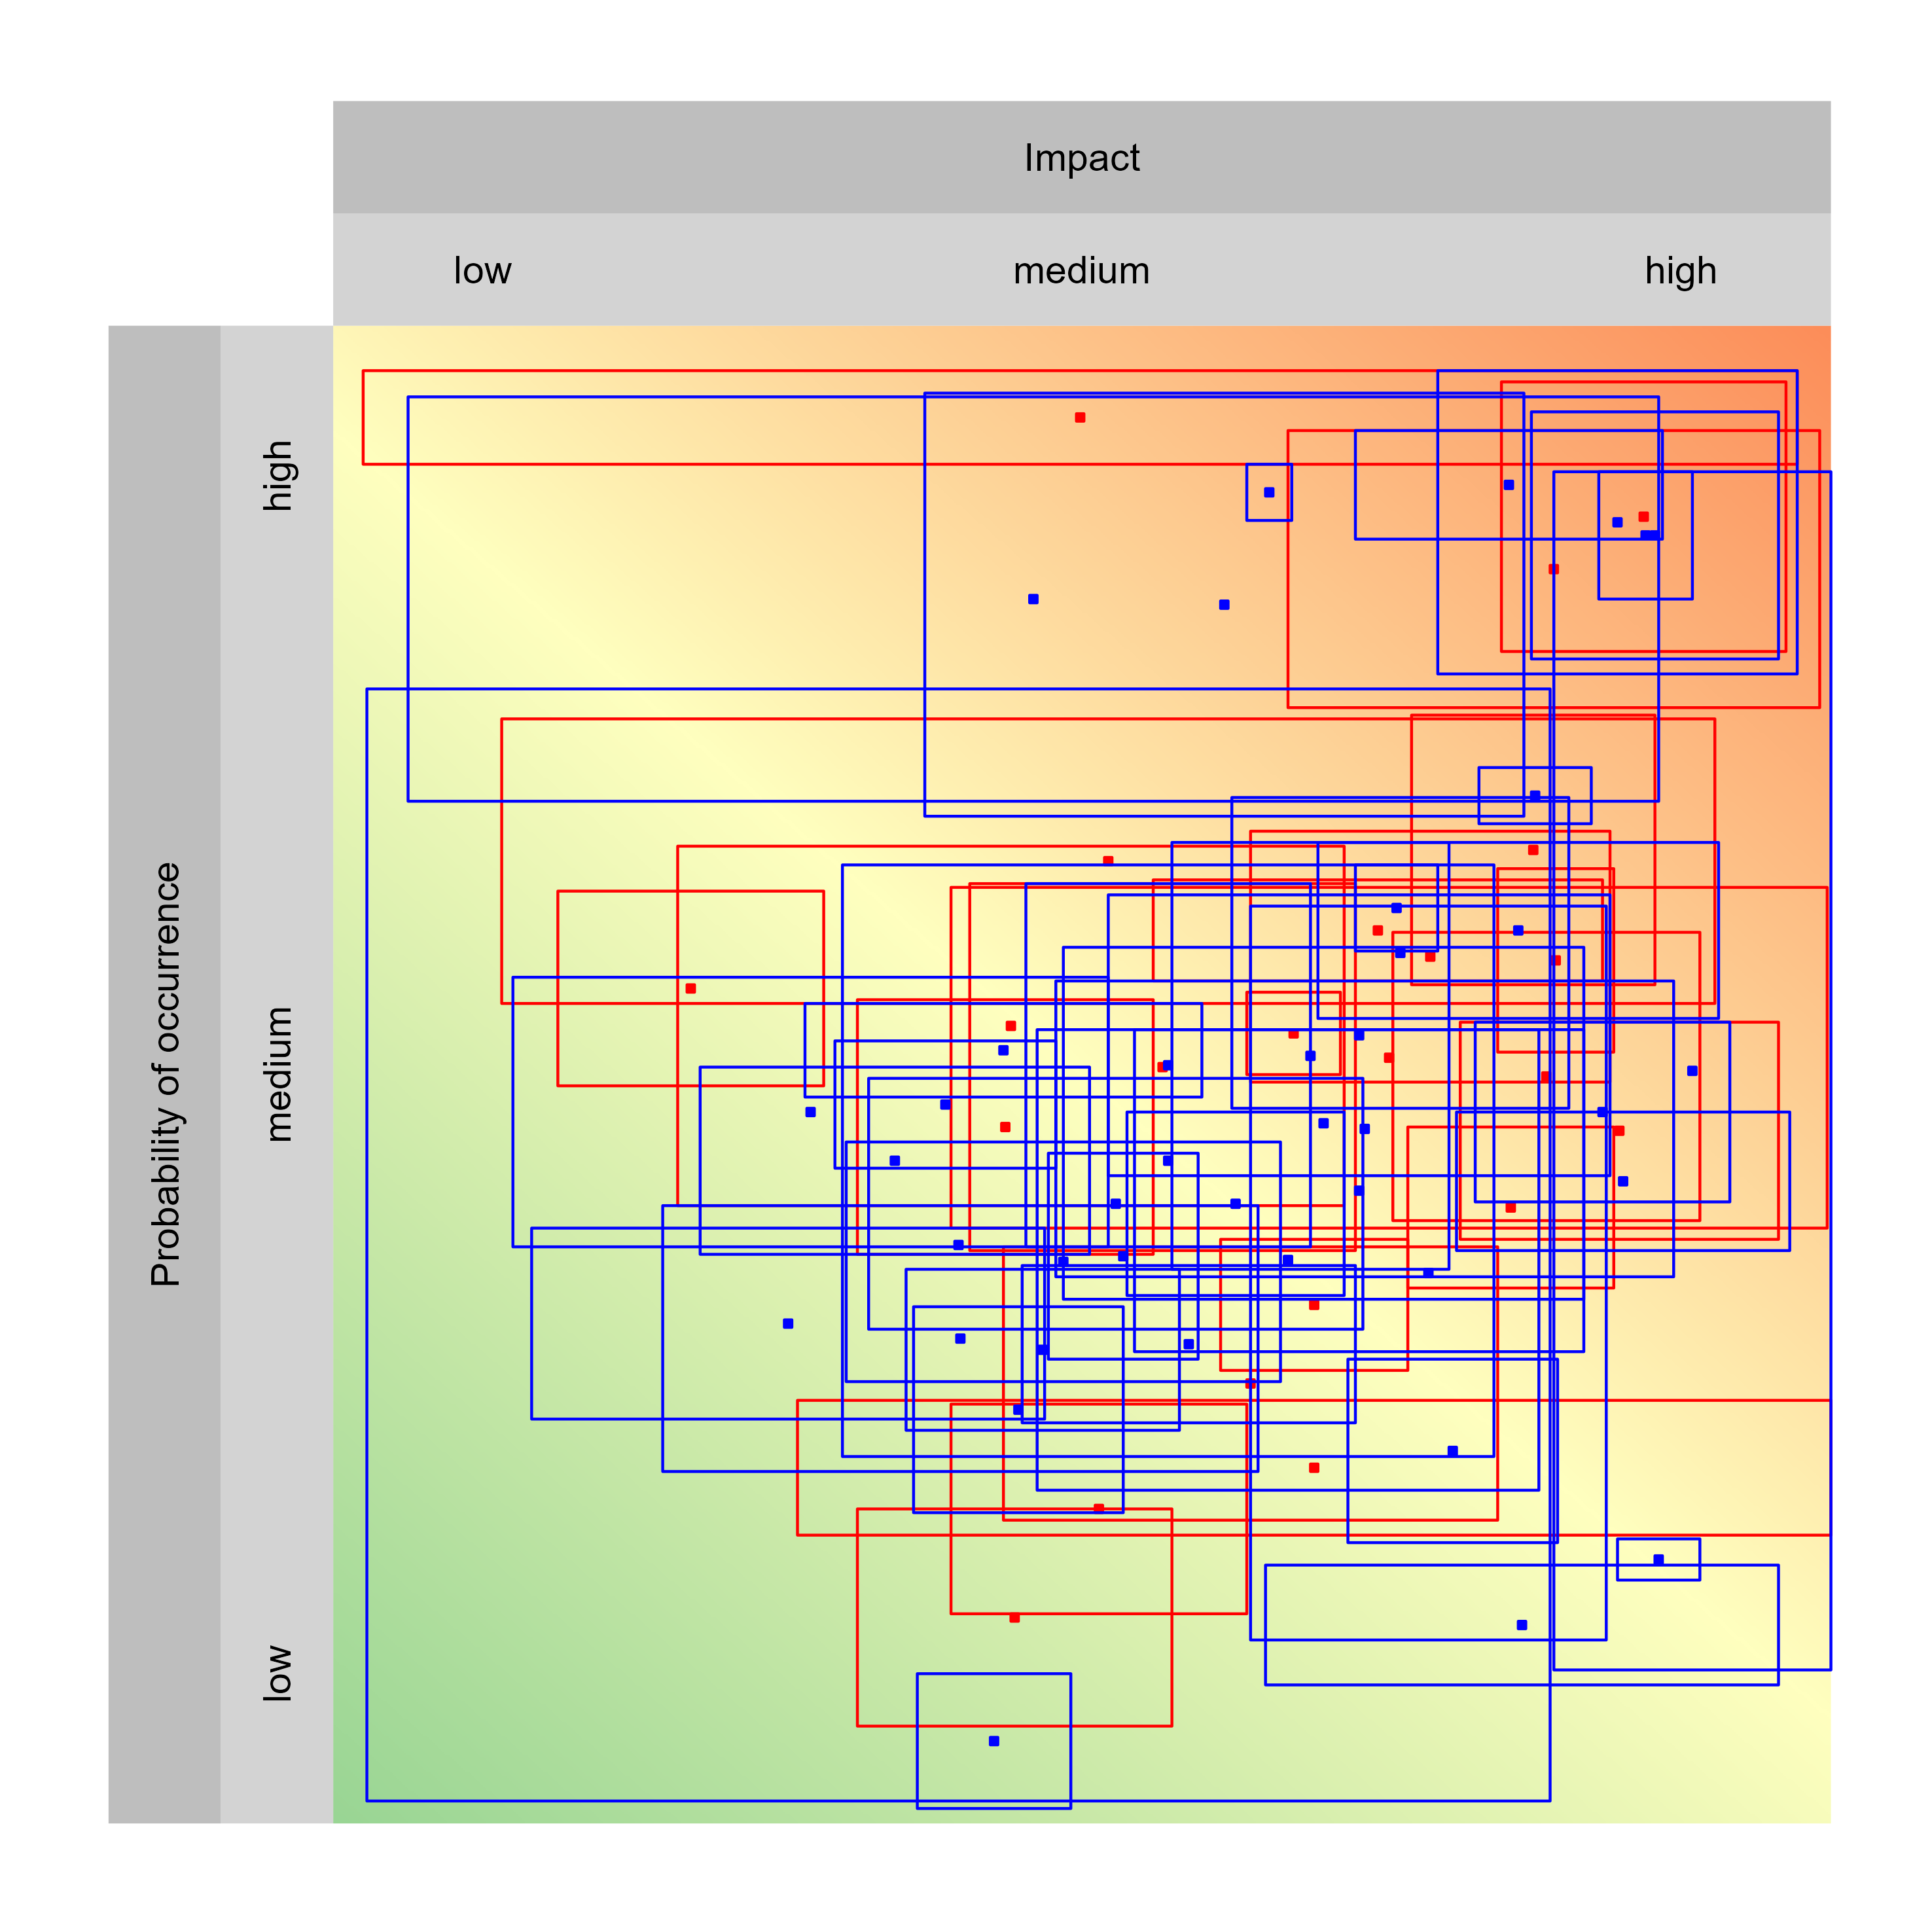 Impact
low
medium
high
Probability of occurrence
high
medium
low